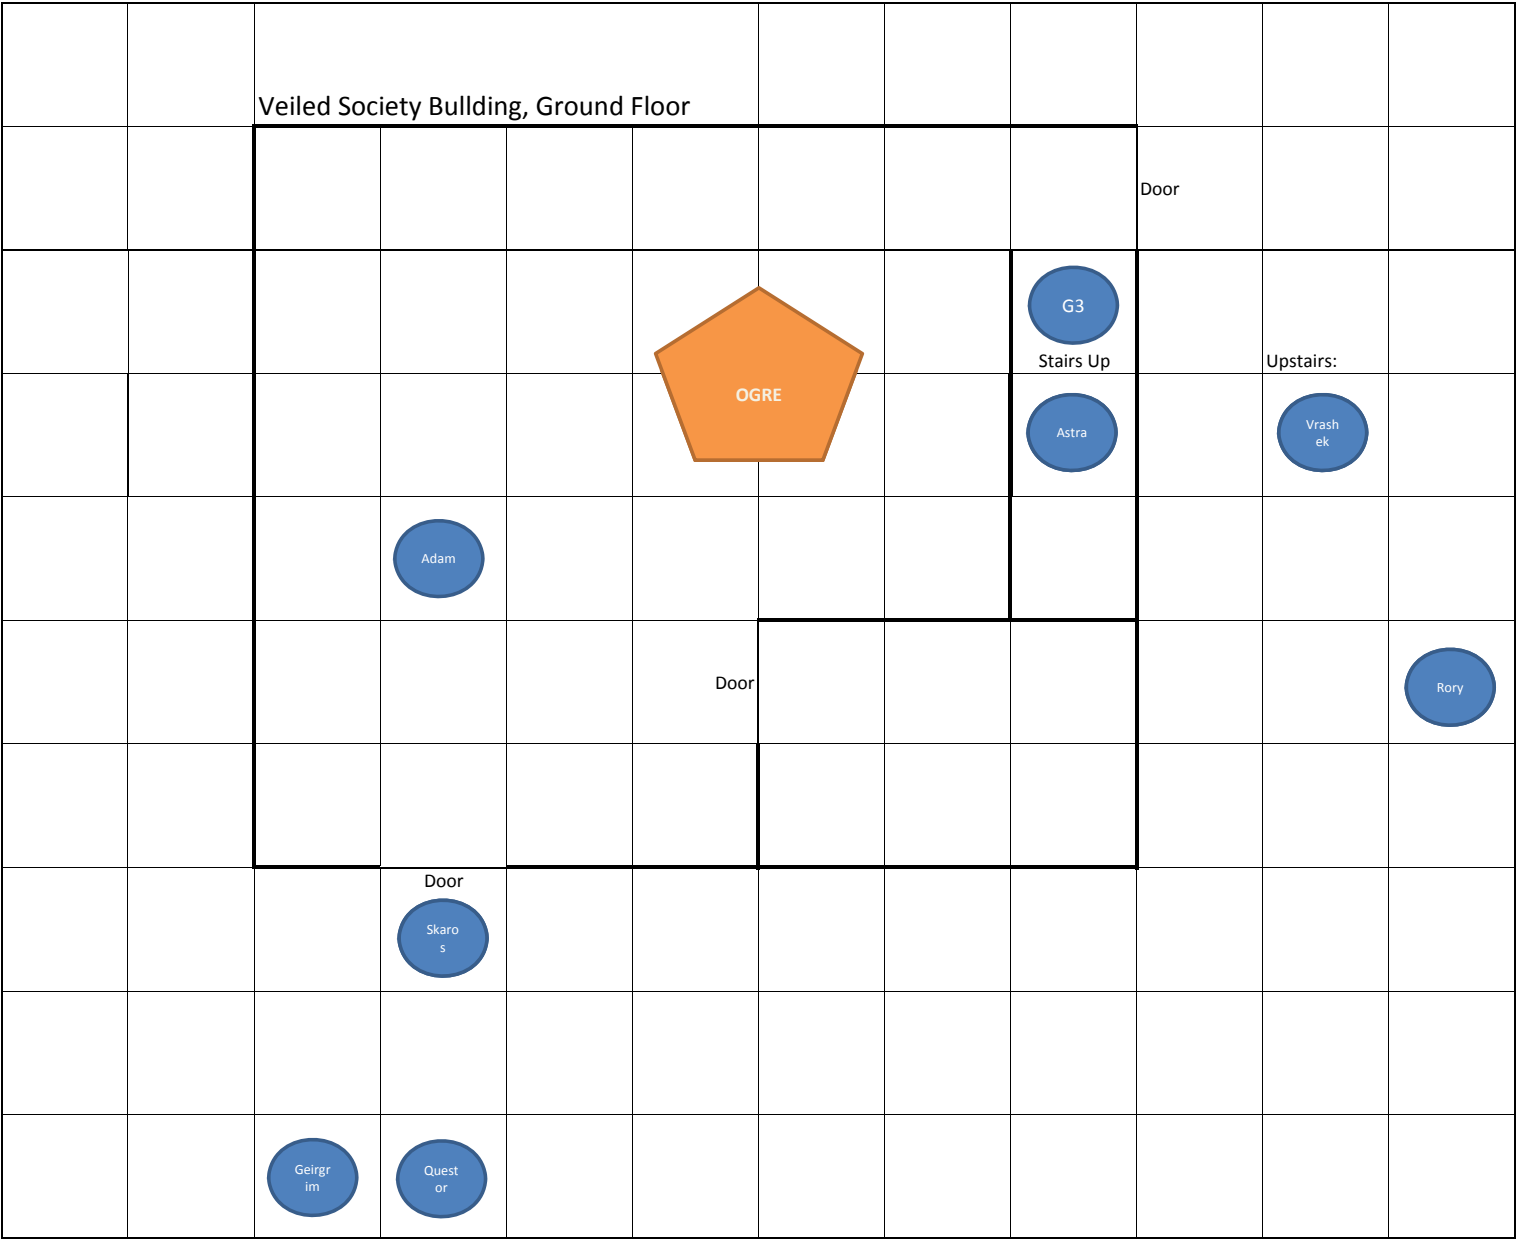 Veiled Society Bullding, Ground Floor
Door
G3
Stairs Up
Upstairs:
OGRE
Astra
Vrash
ek
Adam
Door
Rory
Door
Skaro
s
Geirgr
im
Quest
or